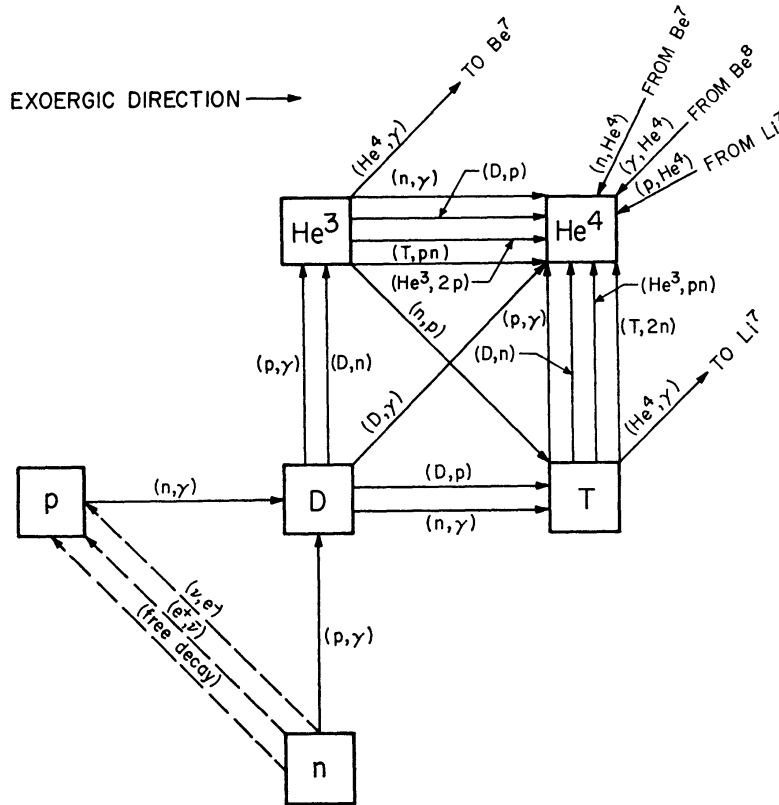 TO Be⁷
FROM Be⁷
FROM Be⁸
FROM Li⁷
EXOERGIC DIRECTION
(He⁴,γ)
(n,He⁴)
(γ,He⁴)
(p,He⁴)
(n,γ)
(D,p)
He³
He⁴
(T,pn)
(He³,2p)
(He³,pn)
(n,p)
(p,γ)
(T,2n)
(p,γ)
(D,n)
(D,n)
TO Li⁷
(D,γ)
(He⁴,γ)
p
(n,γ)
D
(D,p)
T
(n,γ)
(ν,e⁻)
(e⁺,ν̄)
(free decay)
(p,γ)
n